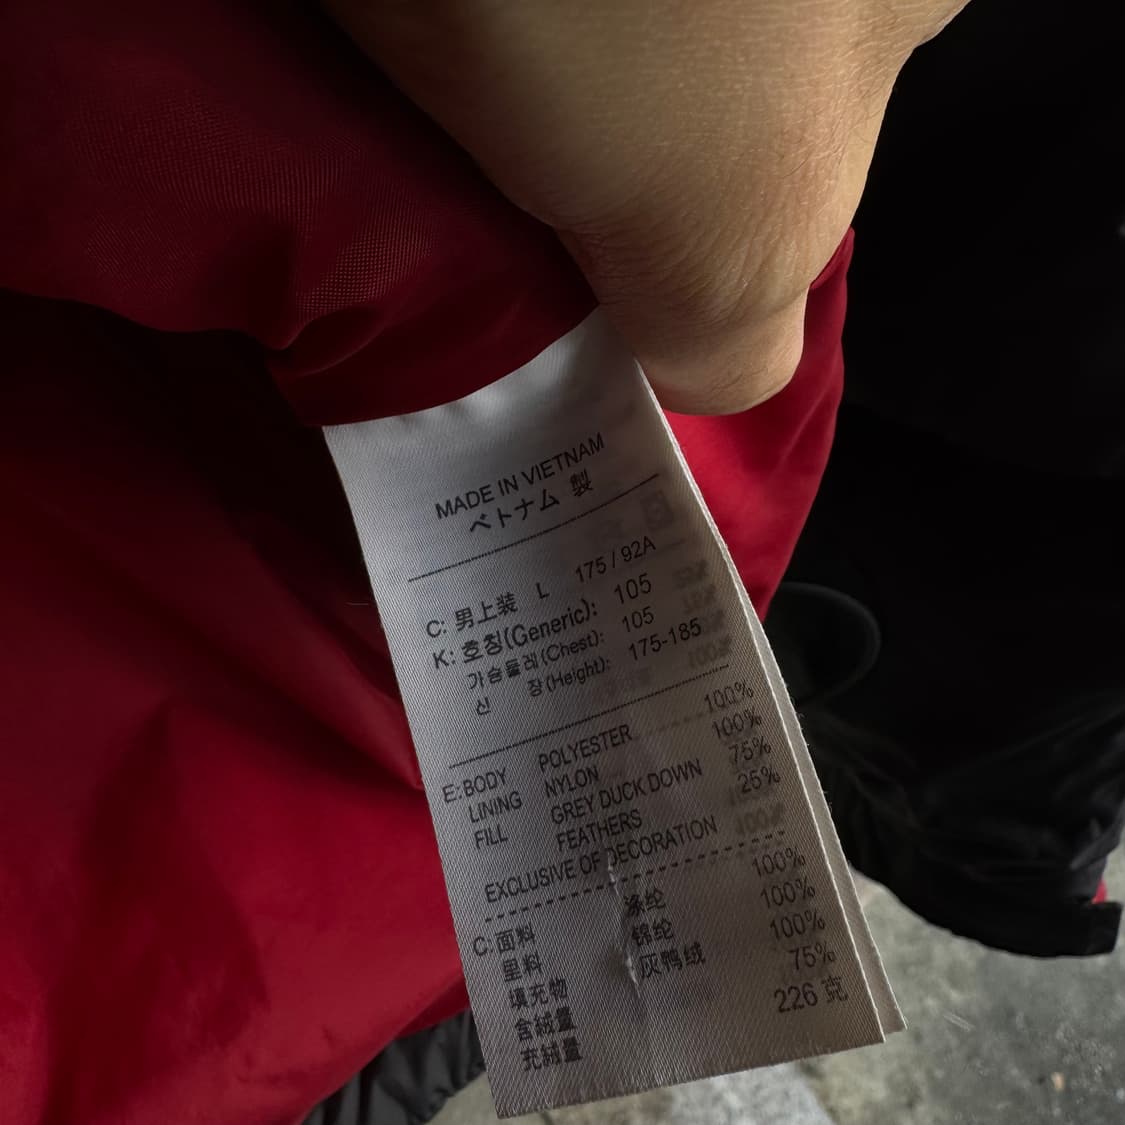 MADE IN VIETNAM
ベトナム 製
C: 男上装 L 175 / 92A
K: 호칭(Generic): 105
가슴둘레(Chest): 105
신 장(Height): 175-185
E: BODY POLYESTER 100%
LINING NYLON 100%
FILL GREY DUCK DOWN 75%
FEATHERS 25%
EXCLUSIVE OF DECORATION
C: 面料 涤纶 100%
里料 锦纶 100%
填充物 灰鸭绒 100%
含絨量 75%
充絨量 226 克